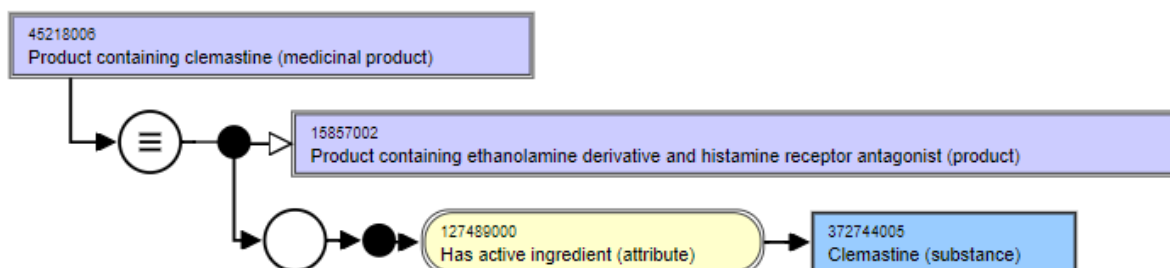 45218006
Product containing clemastine (medicinal product)
15857002
Product containing ethanolamine derivative and histamine receptor antagonist (product)
127489000
Has active ingredient (attribute)
372744005
Clemastine (substance)